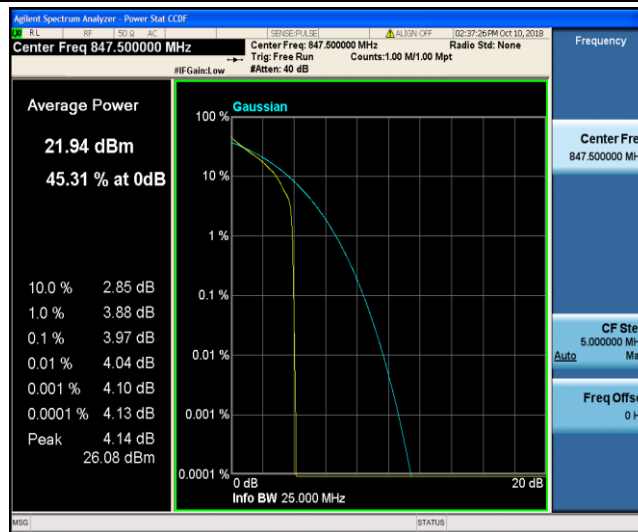 Agilent Spectrum Analyzer - Power Stat CCDF
RL RF 50 Ω AC SENSE:PULSE ALIGN OFF 02:37:26 PM Oct 10, 2018
Center Freq 847.500000 MHz
Center Freq: 847.500000 MHz Radio Std: None
Trig: Free Run Counts:1.00 M/1.00 Mpt
#IFGain:Low #Atten: 40 dB
Frequency
Average Power
21.94 dBm
45.31 % at 0dB
10.0 % 2.85 dB
1.0 % 3.88 dB
0.1 % 3.97 dB
0.01 % 4.04 dB
0.001 % 4.10 dB
0.0001 % 4.13 dB
Peak 4.14 dB
26.08 dBm
Gaussian
100 %
10 %
1 %
0.1 %
0.01 %
0.001 %
0.0001 %
0 dB 20 dB
Info BW 25.000 MHz
Center Fre
847.500000 MH
CF Ste
5.000000 MH
Auto Ma
Freq Offs
0 H
MSG STATUS